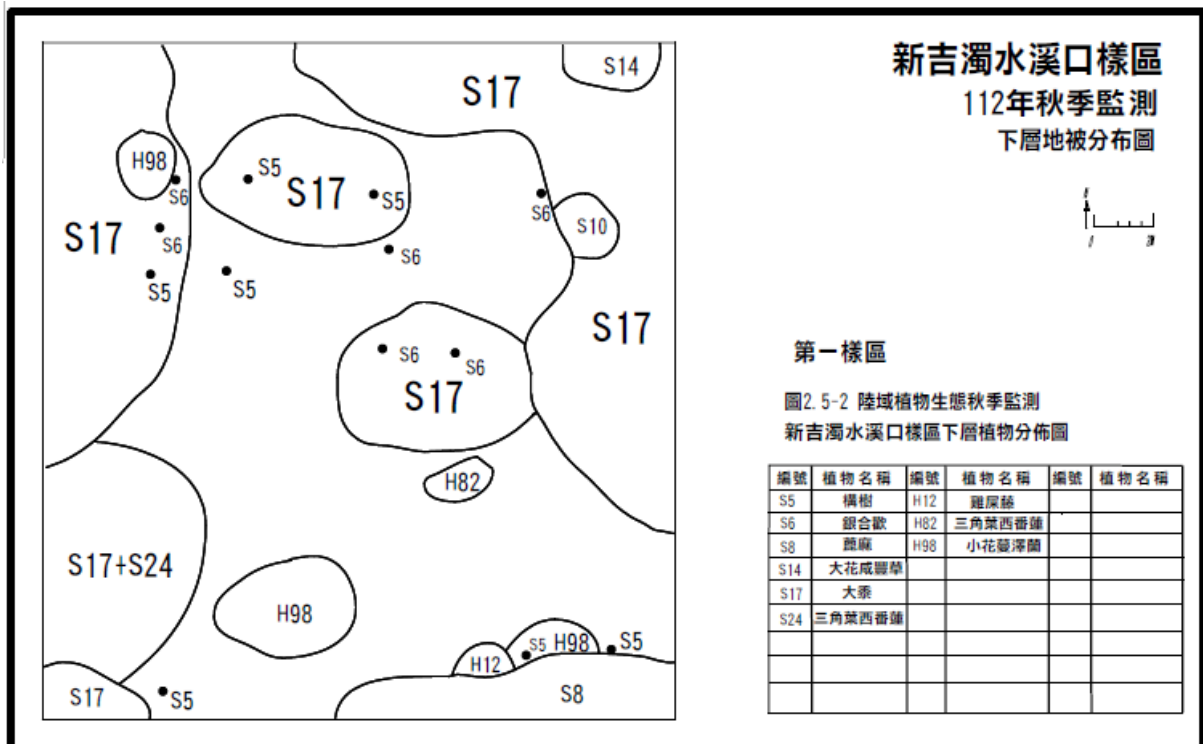 新吉濁水溪口樣區
112年秋季監測
下層地被分布圖
S14
S17
H98
S6
S5
S17
S5
S6
S10
S17
S6
S6
S5
S5
S17
S6
S6
S17
H82
S17+S24
H98
S5
H98
S5
H12
S17
S5
S8
第一樣區
圖2.5-2 陸域植物生態秋季監測
新吉濁水溪口樣區下層植物分佈圖
編號 植物名稱 編號 植物名稱 編號 植物名稱
S5 構樹 H12 雞屎藤
S6 銀合歡 H82 三角葉西番蓮
S8 蓖麻 H98 小花蔓澤蘭
S14 大花咸豐草
S17 大黍
S24 三角葉西番蓮